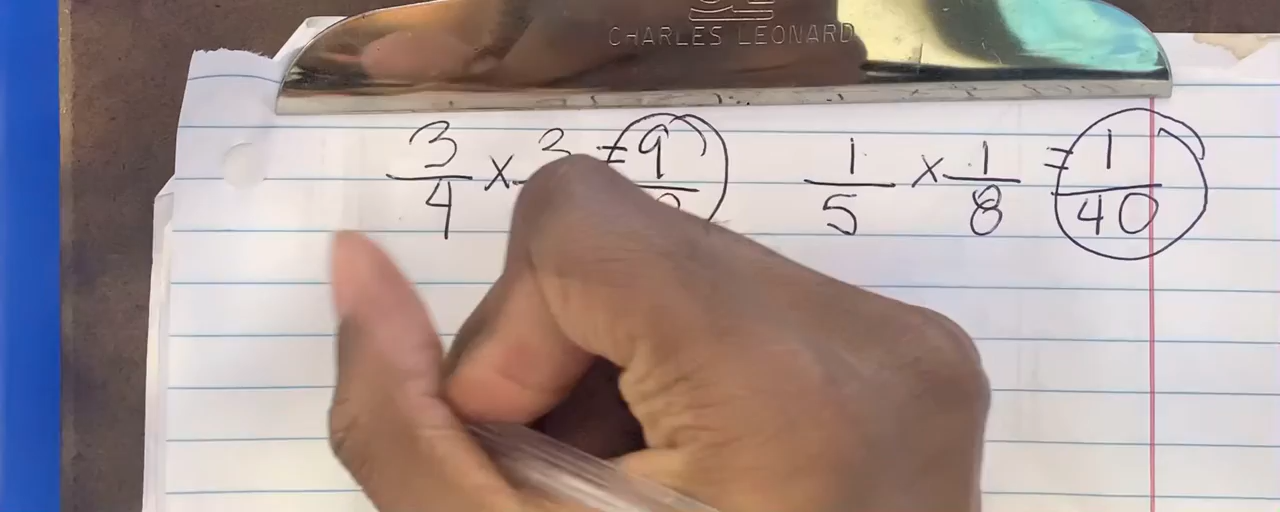 CHARLES LEONARD
3/4 x 3 = 9
1/5 x 1/8 = 1/40